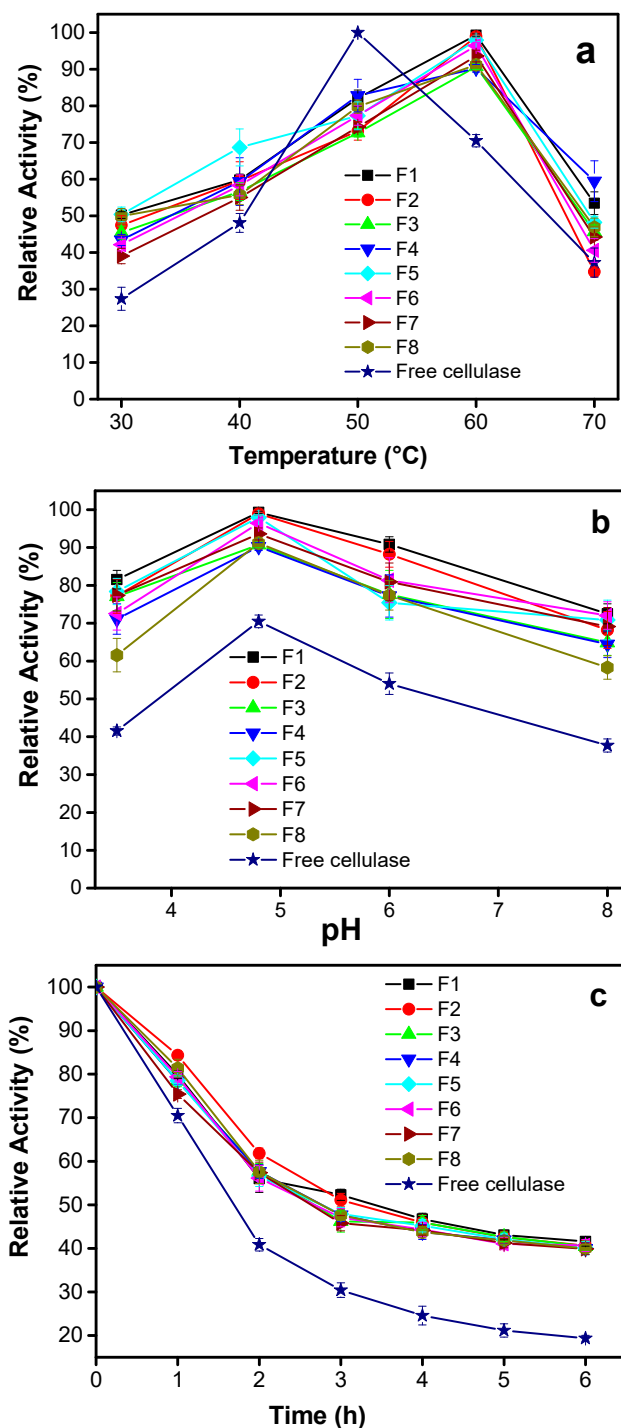 a
100
90
80
70
60
50
40
30
20
10
0
Relative Activity (%)
F1
F2
F3
F4
F5
F6
F7
F8
Free cellulase
30 40 50 60 70
Temperature (°C)
b
100
90
80
70
60
50
40
30
20
10
0
Relative Activity (%)
F1
F2
F3
F4
F5
F6
F7
F8
Free cellulase
4 5 6 7 8
pH
c
100
90
80
70
60
50
40
30
20
Relative Activity (%)
F1
F2
F3
F4
F5
F6
F7
F8
Free cellulase
0 1 2 3 4 5 6
Time (h)